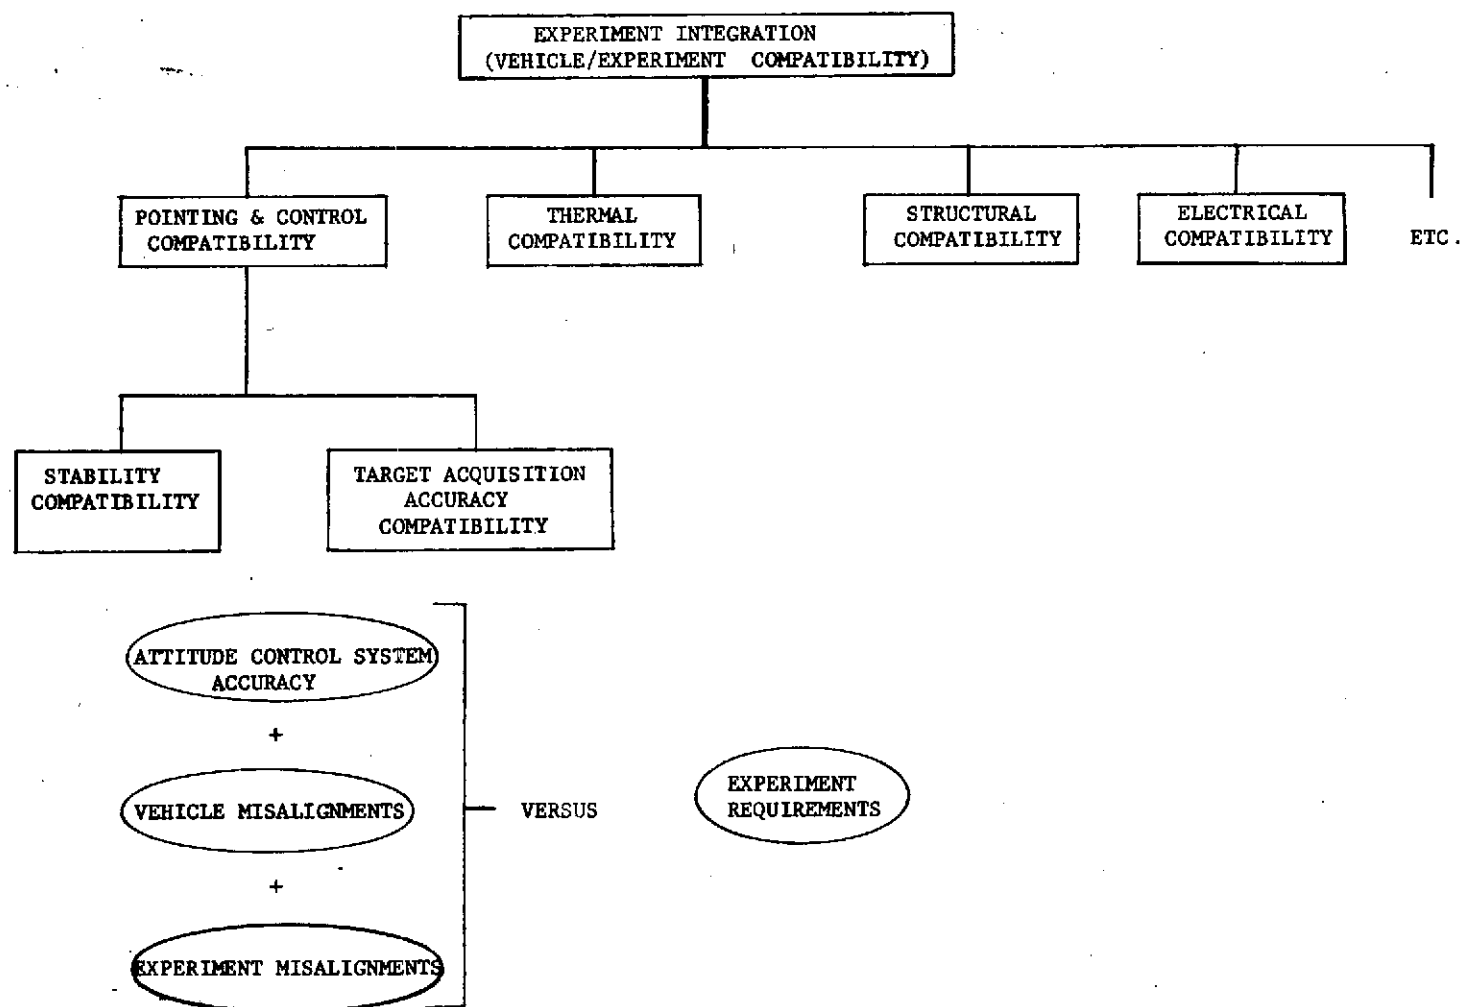 EXPERIMENT INTEGRATION
(VEHICLE/EXPERIMENT COMPATIBILITY)
POINTING & CONTROL
COMPATIBILITY
THERMAL
COMPATIBILITY
STRUCTURAL
COMPATIBILITY
ELECTRICAL
COMPATIBILITY
ETC.
STABILITY
COMPATIBILITY
TARGET ACQUISITION
ACCURACY
COMPATIBILITY
ATTITUDE CONTROL SYSTEM
ACCURACY
+
VEHICLE MISALIGNMENTS
+
EXPERIMENT MISALIGNMENTS
VERSUS
EXPERIMENT
REQUIREMENTS